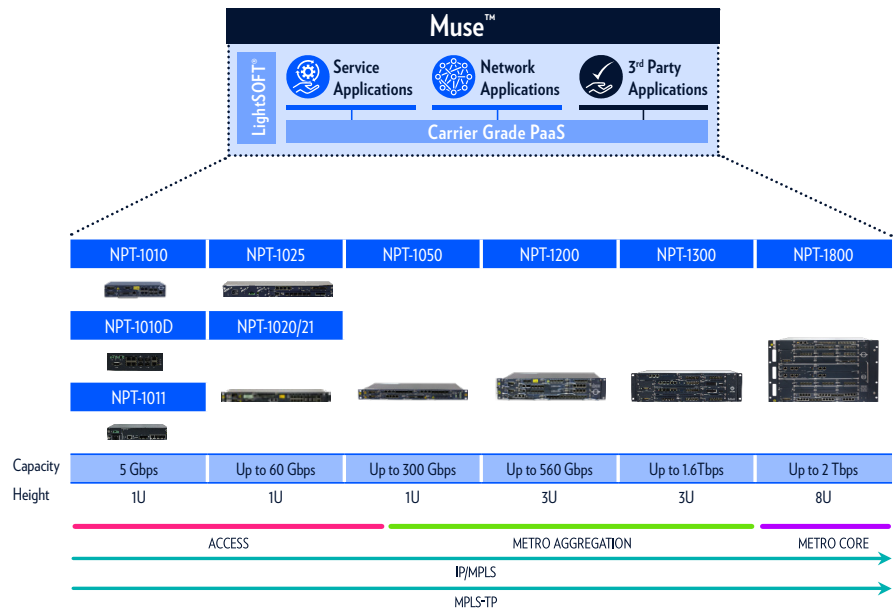 Muse™
LightSOFT®
Service
Applications
Network
Applications
3rd Party
Applications
Carrier Grade PaaS
NPT-1010
NPT-1025
NPT-1050
NPT-1200
NPT-1300
NPT-1800
NPT-1010D
NPT-1020/21
NPT-1011
Capacity
5 Gbps
Up to 60 Gbps
Up to 300 Gbps
Up to 560 Gbps
Up to 1.6Tbps
Up to 2 Tbps
Height
1U
1U
1U
3U
3U
8U
ACCESS
METRO AGGREGATION
METRO CORE
IP/MPLS
MPLS-TP